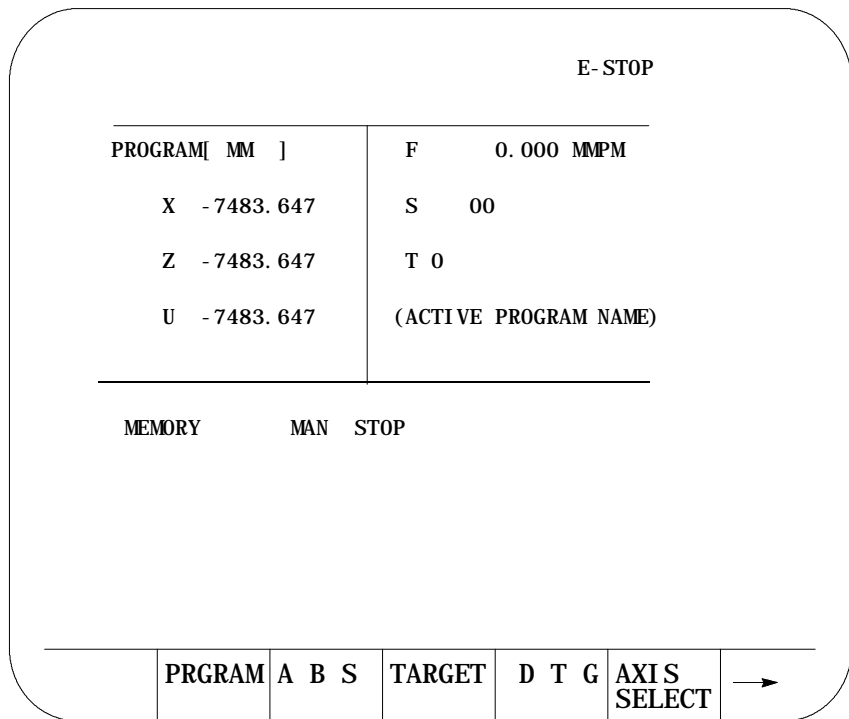 E-STOP
PROGRAM[ MM ] F 0.000 MMPM
X -7483.647 S 00
Z -7483.647 T 0
U -7483.647 (ACTIVE PROGRAM NAME)
MEMORY MAN STOP
PRGRAM A B S TARGET D T G AXIS
SELECT